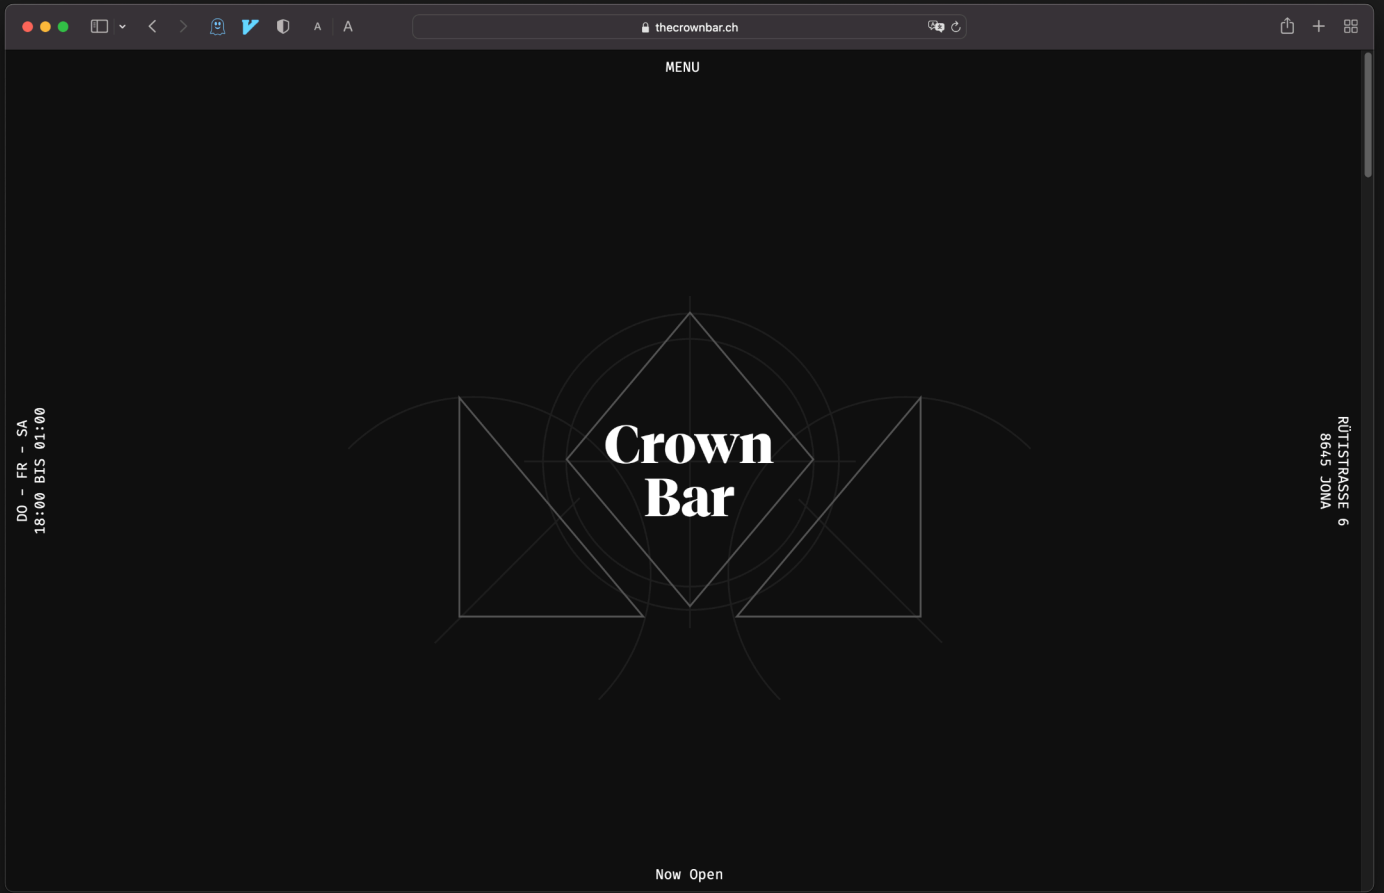 A A
thecrownbar.ch
MENU
DO - FR - SA
18:00 BIS 01:00
Crown
Bar
RÜTISTRASSE 6
8645 JONA
Now Open